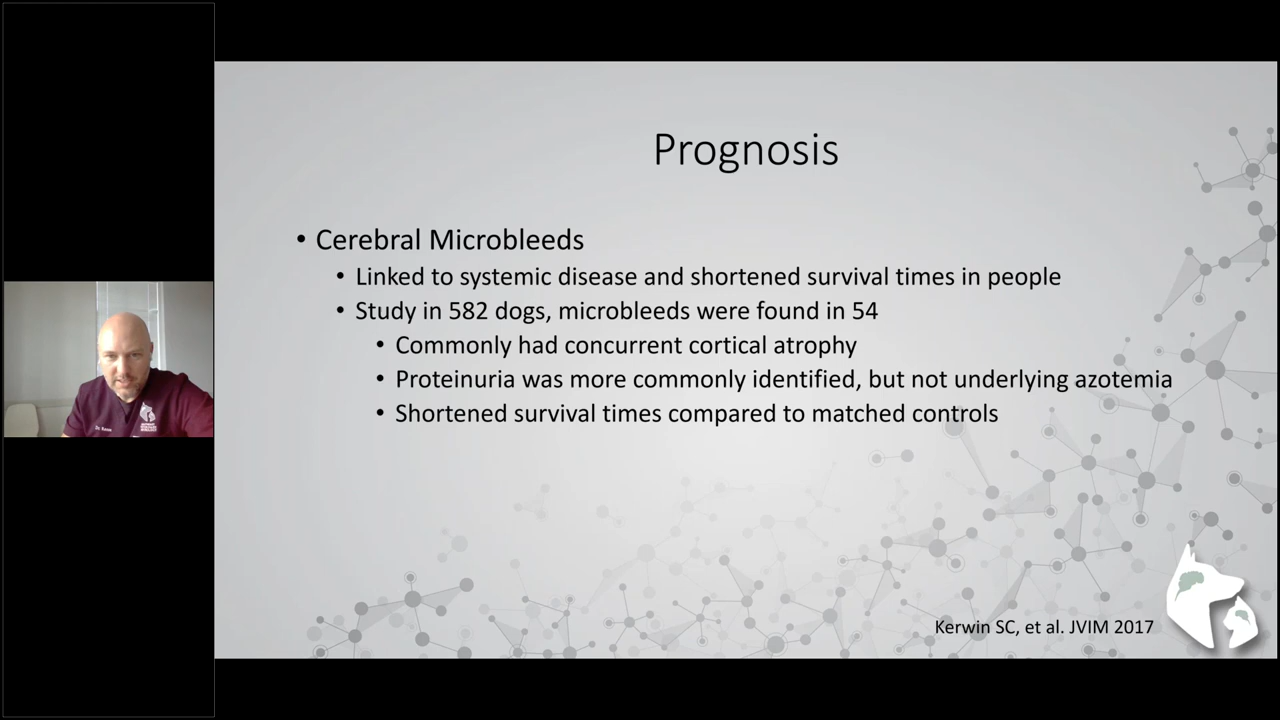 Prognosis
• Cerebral Microbleeds
• Linked to systemic disease and shortened survival times in people
• Study in 582 dogs, microbleeds were found in 54
• Commonly had concurrent cortical atrophy
• Proteinuria was more commonly identified, but not underlying azotemia
• Shortened survival times compared to matched controls
Kerwin SC, et al. JVIM 2017